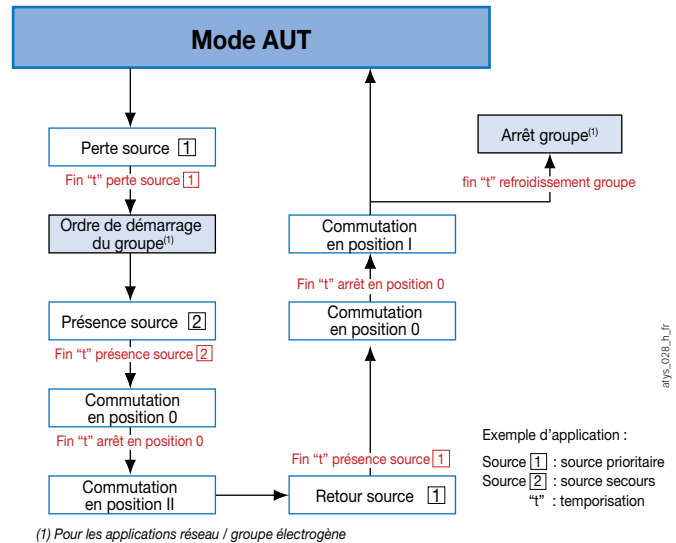 Mode AUT
Perte source 1
Fin “t” perte source 1
Ordre de démarrage
du groupe(1)
Présence source 2
Fin “t” présence source 2
Commutation
en position 0
Fin “t” arrêt en position 0
Commutation
en position II
Retour source 1
Fin “t” présence source 1
Commutation
en position 0
Fin “t” arrêt en position 0
Commutation
en position I
Arrêt groupe(1)
fin “t” refroidissement groupe
Exemple d’application :
Source 1 : source prioritaire
Source 2 : source secours
“t” : temporisation
(1) Pour les applications réseau / groupe électrogène
atys_028_h_fr